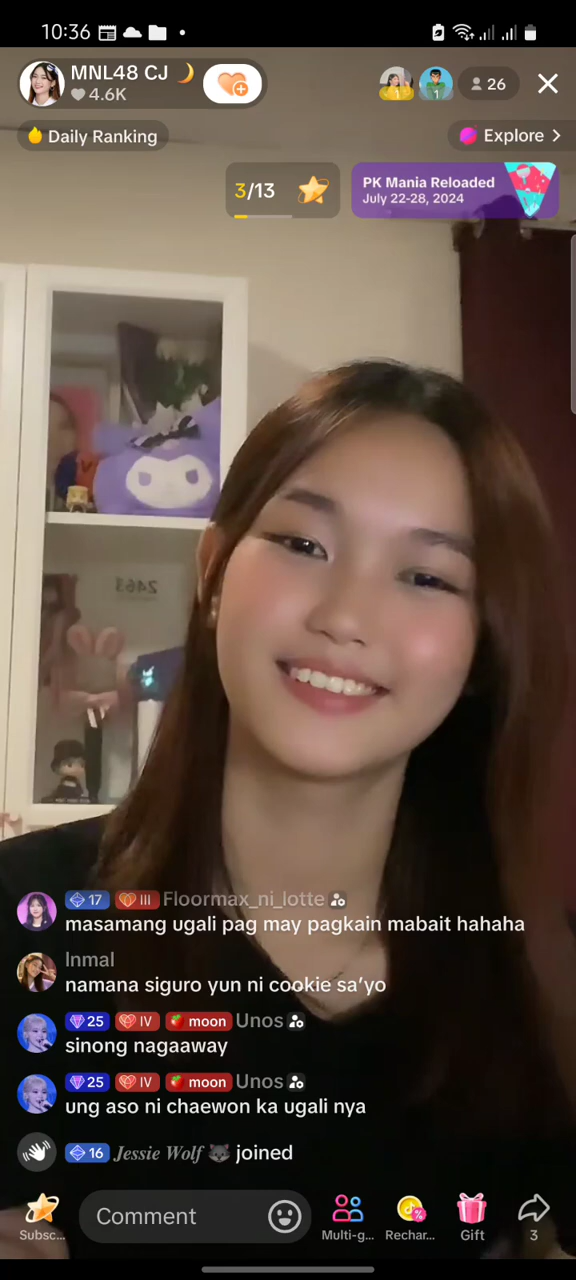 10:36
MNL48 CJ 🌙
4.6K
1
1
26
Daily Ranking
Explore >
3/13
PK Mania Reloaded
July 22-28, 2024
2463
17 III Floormax_ni_lotte
masamang ugali pag may pagkain mabait hahaha
lnmal
namana siguro yun ni cookie sa'yo
25 IV moon Unos
sinong nagaaway
25 IV moon Unos
ung aso ni chaewon ka ugali nya
16 Jessie Wolf 🐺 joined
Comment
Subsc...
Multi-g...
Rechar...
Gift
3